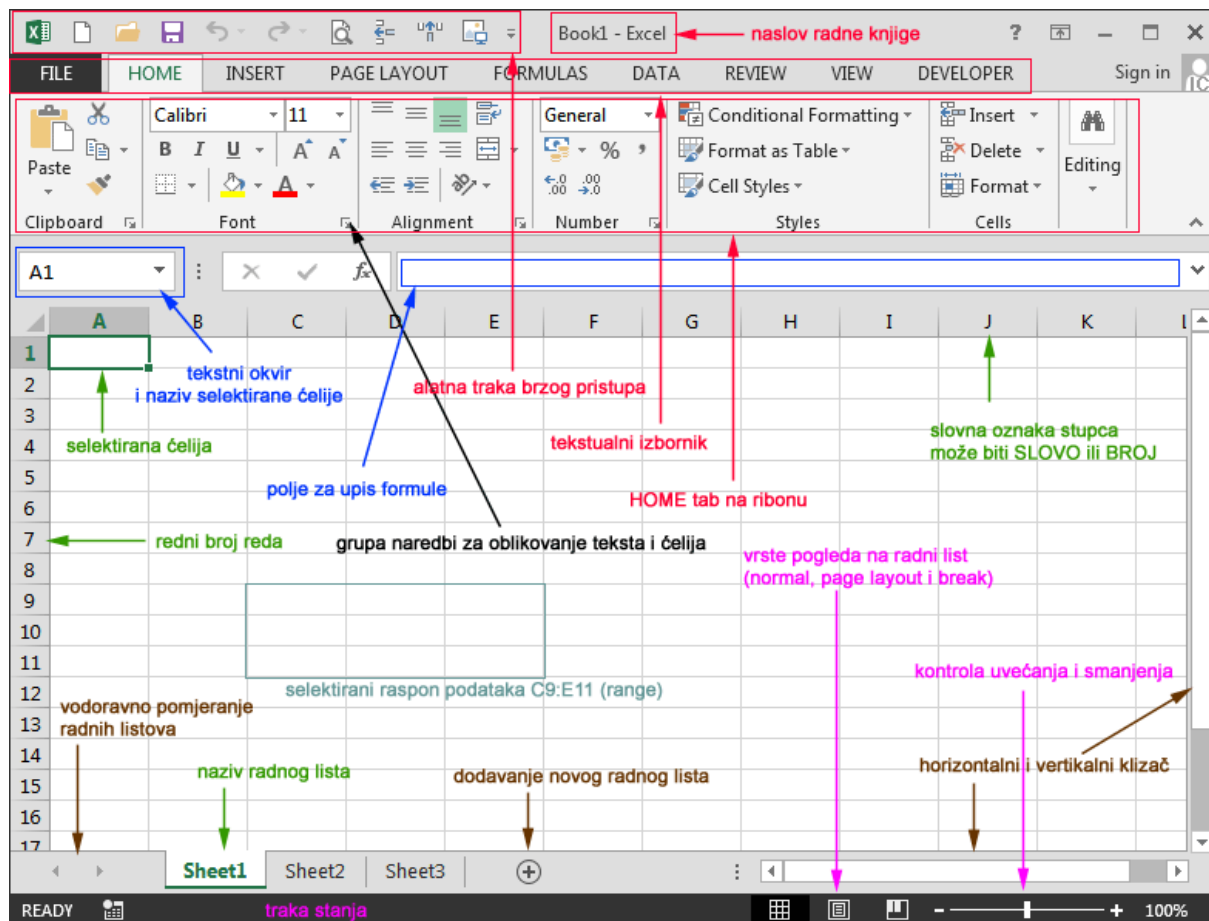 Book1 - Excel
naslov radne knjige
?
FILE HOME INSERT PAGE LAYOUT FORMULAS DATA REVIEW VIEW DEVELOPER Sign in
IC
Calibri 11 General Conditional Formatting Insert
Paste B I U A A % , Format as Table Delete Editing
A .0 .00 .00 .0 Cell Styles Format
Clipboard Font Alignment Number Styles Cells
A1 fx
A B C D E F G H I J K L
1
2
3
4
5
6
7
8
9
10
11
12
13
14
15
16
17
tekstni okvir
i naziv selektirane ćelije
alatna traka brzog pristupa
selektirana ćelija
tekstualni izbornik
slovna oznaka stupca
može biti SLOVO ili BROJ
polje za upis formule
HOME tab na ribonu
redni broj reda
grupa naredbi za oblikovanje teksta i ćelija
vrste pogleda na radni list
(normal, page layout i break)
kontrola uvećanja i smanjenja
selektirani raspon podataka C9:E11 (range)
vodoravno pomjeranje
radnih listova
naziv radnog lista
dodavanje novog radnog lista
horizontalni i vertikalni klizač
Sheet1 Sheet2 Sheet3
READY traka stanja - + 100%